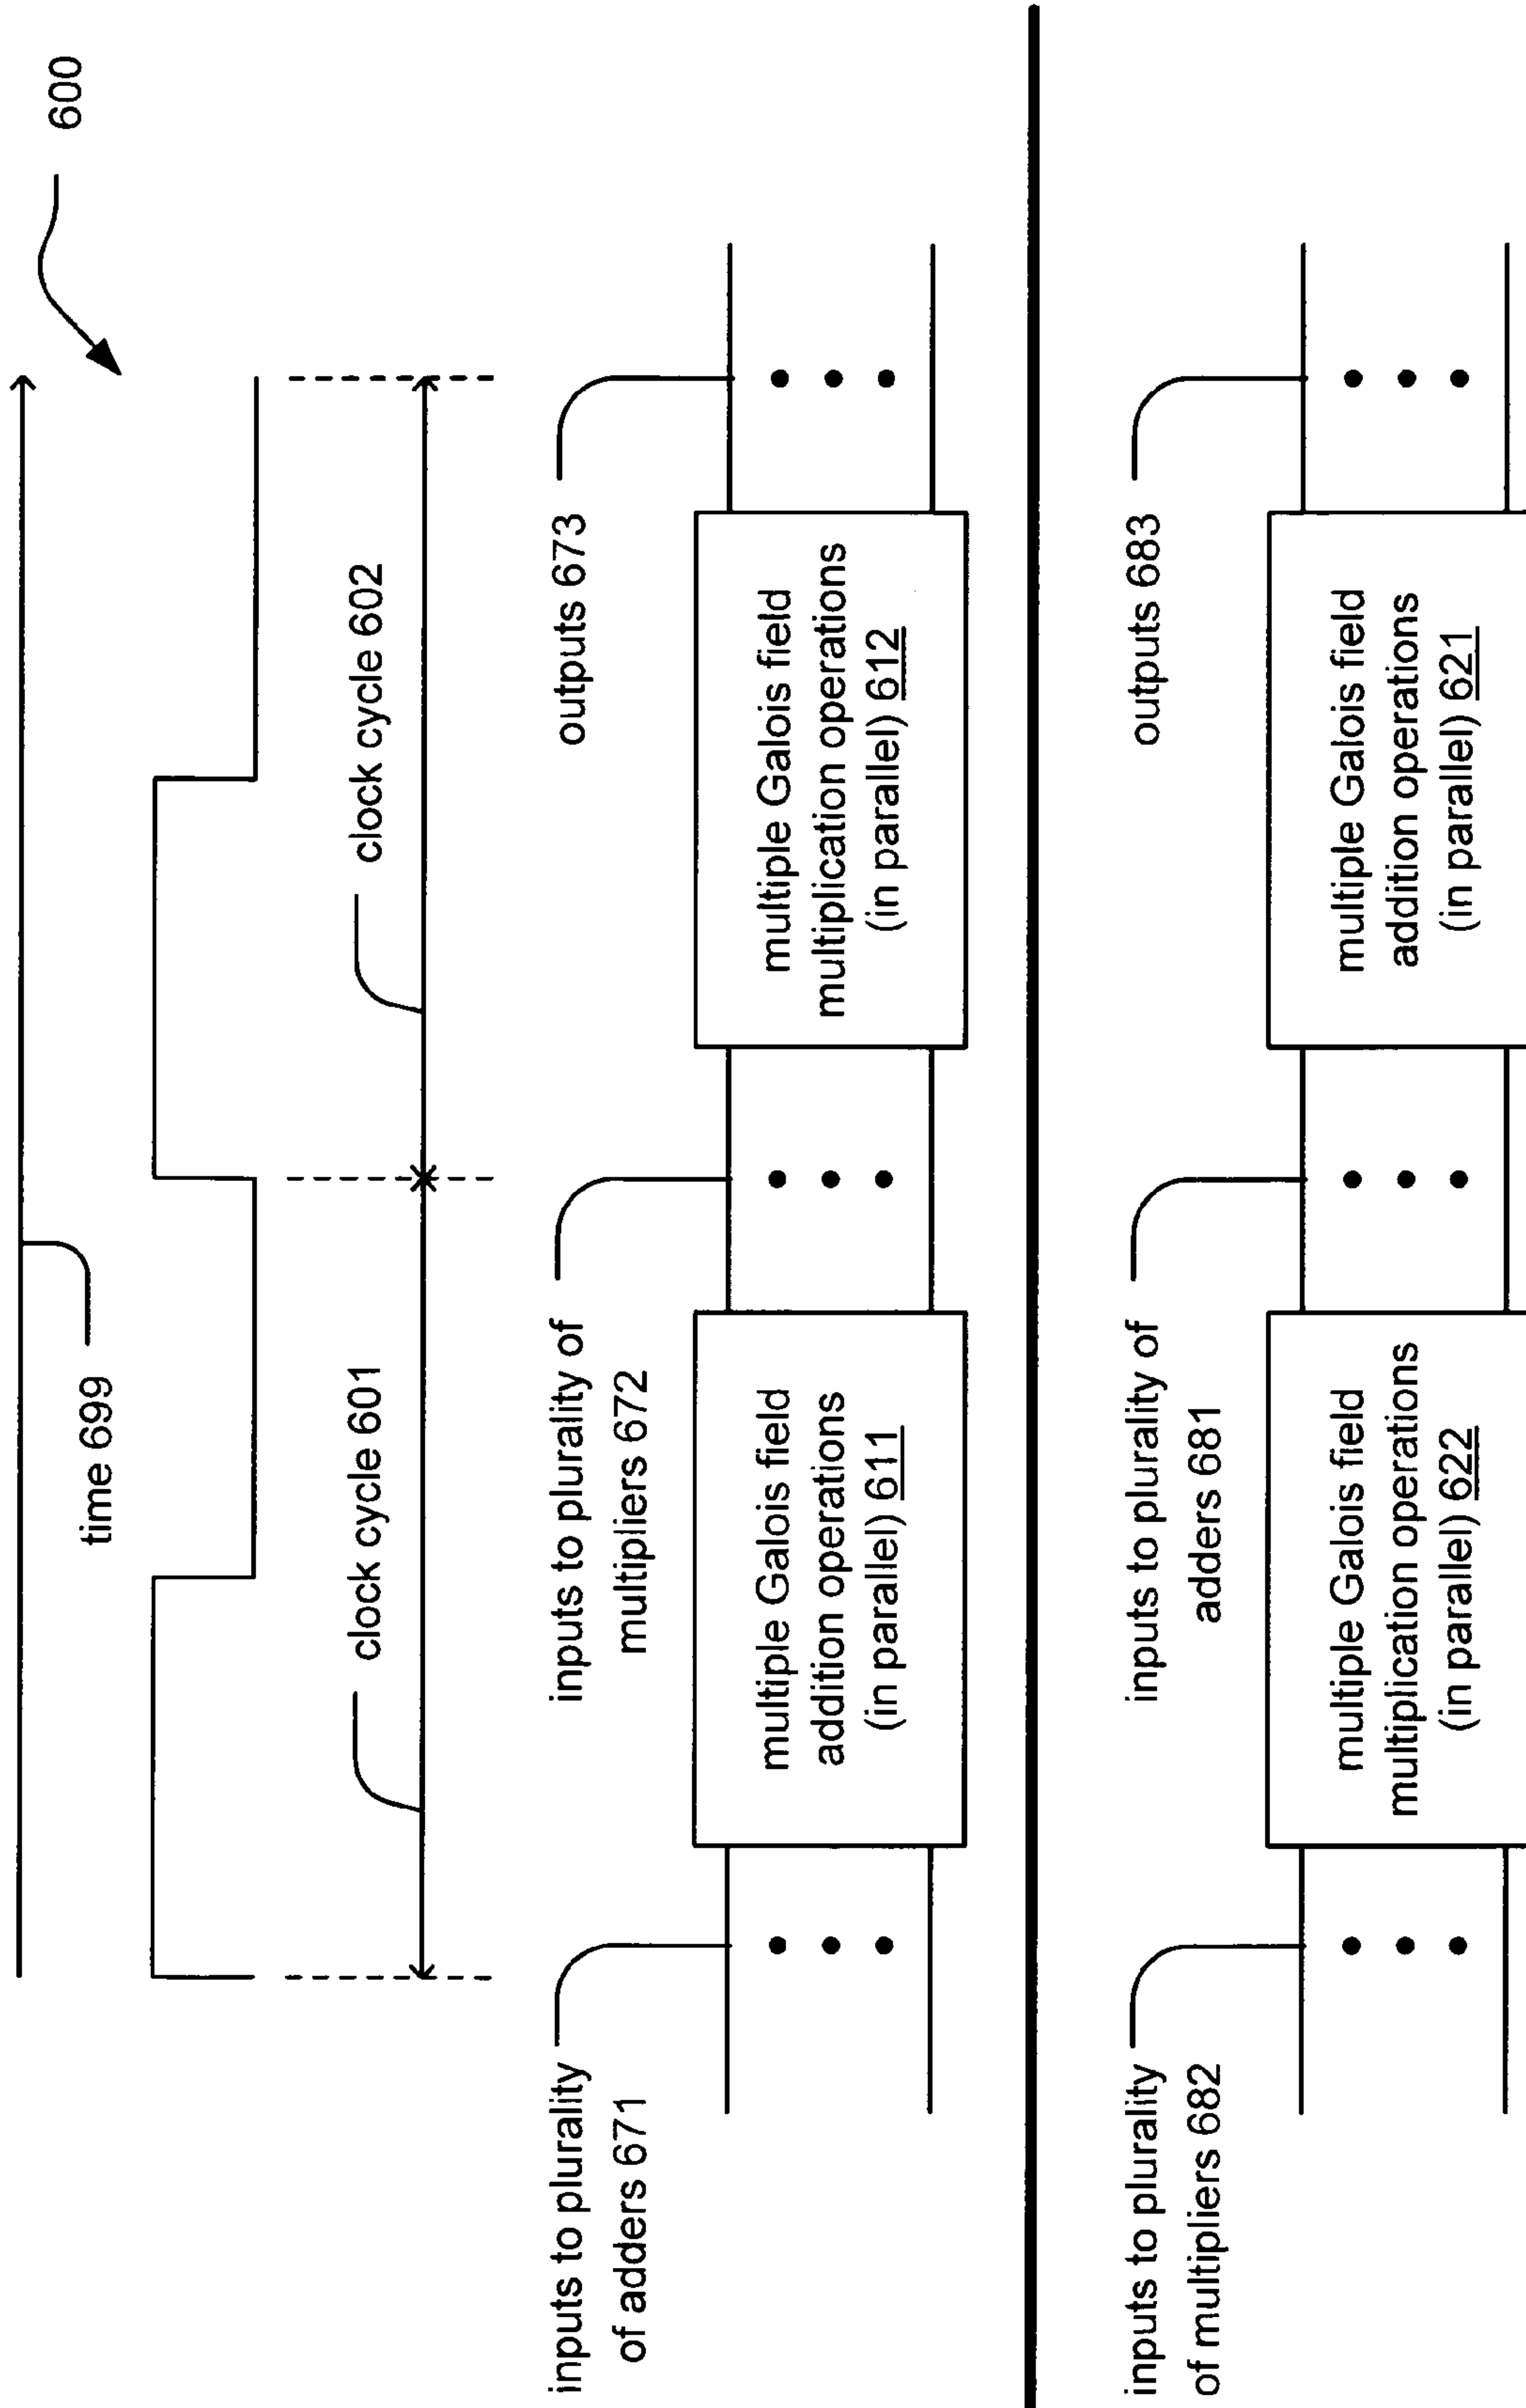 600
time 699
clock cycle 601
clock cycle 602
inputs to plurality
of adders 671
inputs to plurality of
multipliers 672
outputs 673
multiple Galois field
addition operations
(in parallel) 611
multiple Galois field
multiplication operations
(in parallel) 612
inputs to plurality
of multipliers 682
inputs to plurality of
adders 681
outputs 683
multiple Galois field
multiplication operations
(in parallel) 622
multiple Galois field
addition operations
(in parallel) 621